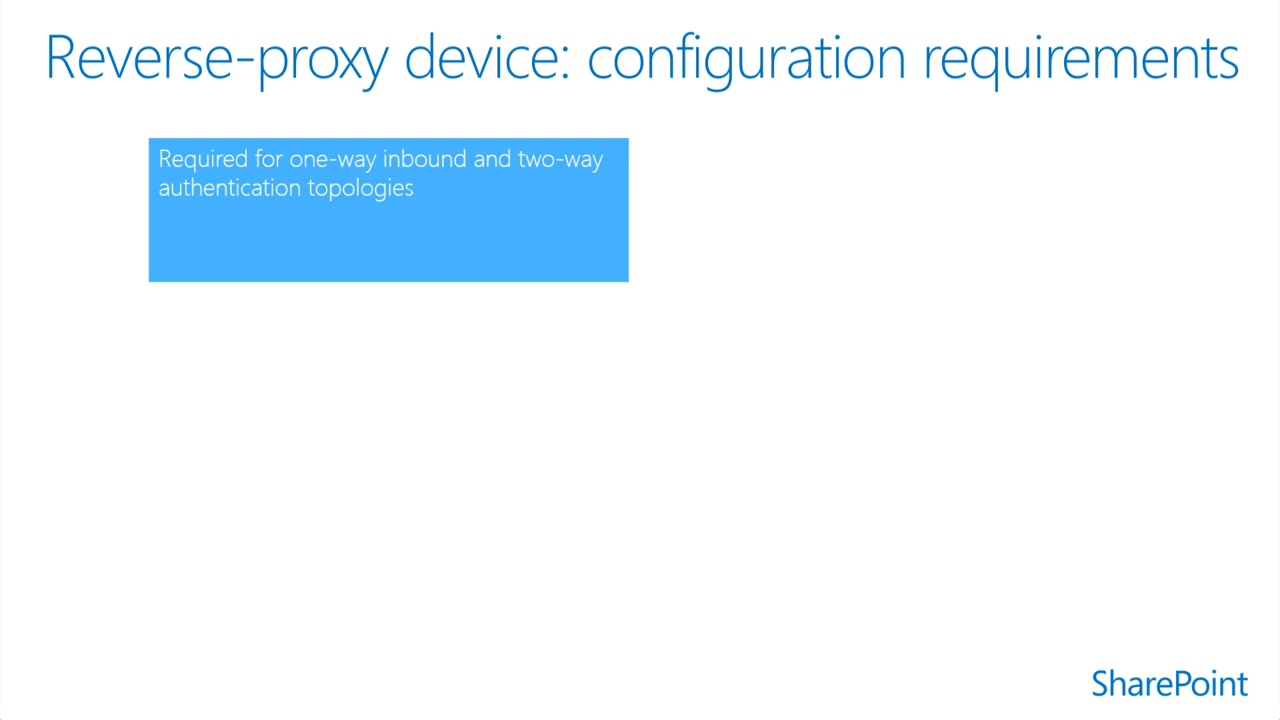 Reverse-proxy device: configuration requirements
Required for one-way inbound and two-way
authentication topologies
SharePoint